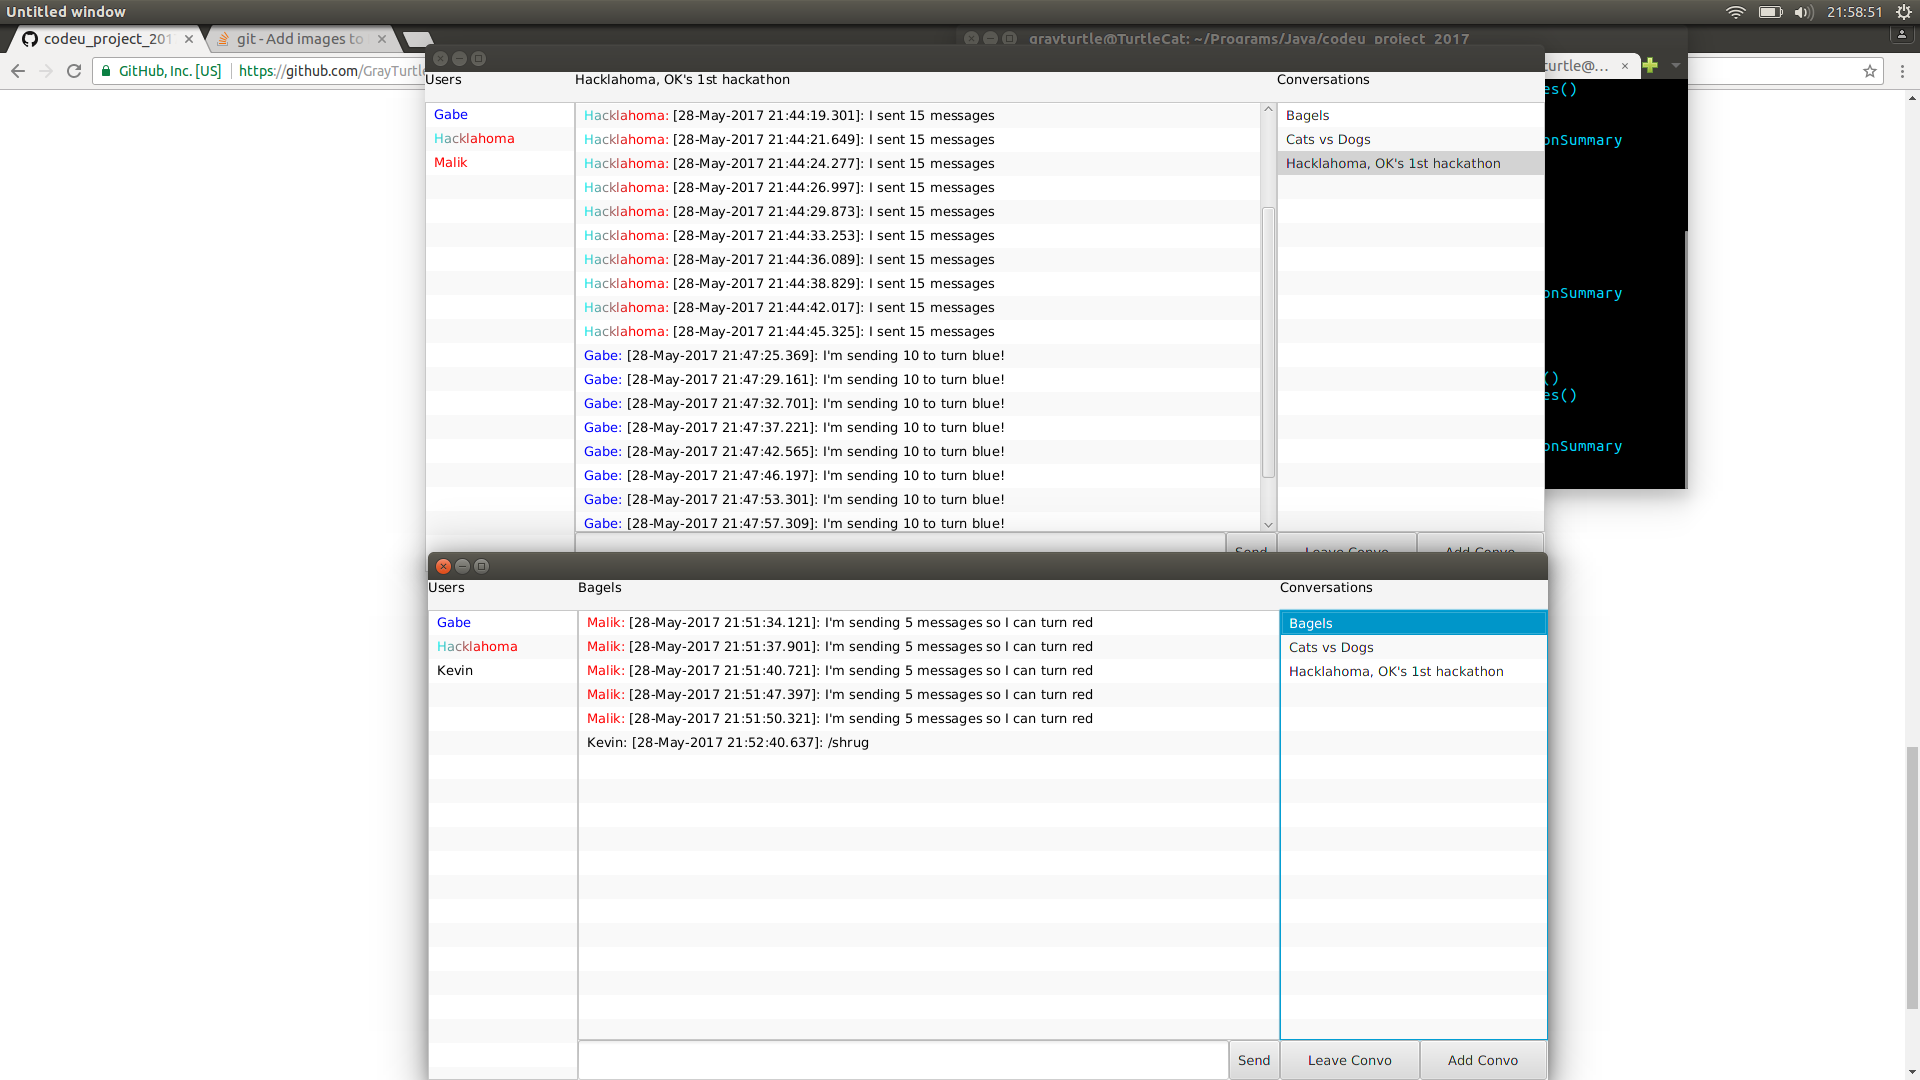 Untitled window
21:58:51
codeu_project_201
git - Add images to
grayturtle@TurtleCat: ~/Programs/Java/codeu_project_2017
GitHub, Inc. [US]
https://github.com/GrayTurtl
urtle@...
Users
Hacklahoma, OK's 1st hackathon
Conversations
Gabe
Hacklahoma
Malik
Hacklahoma: [28-May-2017 21:44:19.301]: I sent 15 messages
Hacklahoma: [28-May-2017 21:44:21.649]: I sent 15 messages
Hacklahoma: [28-May-2017 21:44:24.277]: I sent 15 messages
Hacklahoma: [28-May-2017 21:44:26.997]: I sent 15 messages
Hacklahoma: [28-May-2017 21:44:29.873]: I sent 15 messages
Hacklahoma: [28-May-2017 21:44:33.253]: I sent 15 messages
Hacklahoma: [28-May-2017 21:44:36.089]: I sent 15 messages
Hacklahoma: [28-May-2017 21:44:38.829]: I sent 15 messages
Hacklahoma: [28-May-2017 21:44:42.017]: I sent 15 messages
Hacklahoma: [28-May-2017 21:44:45.325]: I sent 15 messages
Gabe: [28-May-2017 21:47:25.369]: I'm sending 10 to turn blue!
Gabe: [28-May-2017 21:47:29.161]: I'm sending 10 to turn blue!
Gabe: [28-May-2017 21:47:32.701]: I'm sending 10 to turn blue!
Gabe: [28-May-2017 21:47:37.221]: I'm sending 10 to turn blue!
Gabe: [28-May-2017 21:47:42.565]: I'm sending 10 to turn blue!
Gabe: [28-May-2017 21:47:46.197]: I'm sending 10 to turn blue!
Gabe: [28-May-2017 21:47:53.301]: I'm sending 10 to turn blue!
Gabe: [28-May-2017 21:47:57.309]: I'm sending 10 to turn blue!
Bagels
Cats vs Dogs
Hacklahoma, OK's 1st hackathon
es()
onSummary
onSummary
()
es()
onSummary
Send
Leave Convo
Add Convo
Users
Bagels
Conversations
Gabe
Hacklahoma
Kevin
Malik: [28-May-2017 21:51:34.121]: I'm sending 5 messages so I can turn red
Malik: [28-May-2017 21:51:37.901]: I'm sending 5 messages so I can turn red
Malik: [28-May-2017 21:51:40.721]: I'm sending 5 messages so I can turn red
Malik: [28-May-2017 21:51:47.397]: I'm sending 5 messages so I can turn red
Malik: [28-May-2017 21:51:50.321]: I'm sending 5 messages so I can turn red
Kevin: [28-May-2017 21:52:40.637]: /shrug
Bagels
Cats vs Dogs
Hacklahoma, OK's 1st hackathon
Send
Leave Convo
Add Convo